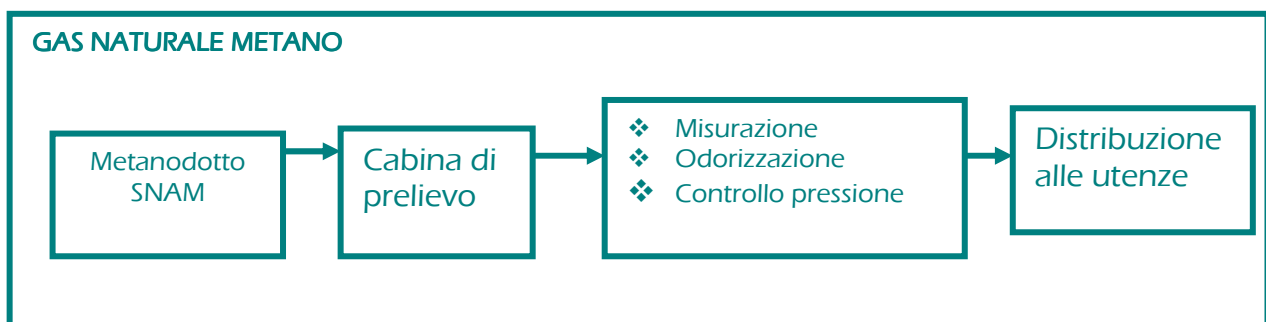 GAS NATURALE METANO
Metanodotto
SNAM
Cabina di
prelievo
❖ Misurazione
❖ Odorizzazione
❖ Controllo pressione
Distribuzione
alle utenze